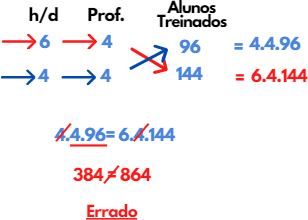 h/d Prof. Alunos Treinados
6 4 96 = 4.4.96
4 4 144 = 6.4.144
4.4.96= 6.4.144
384 = 864
Errado